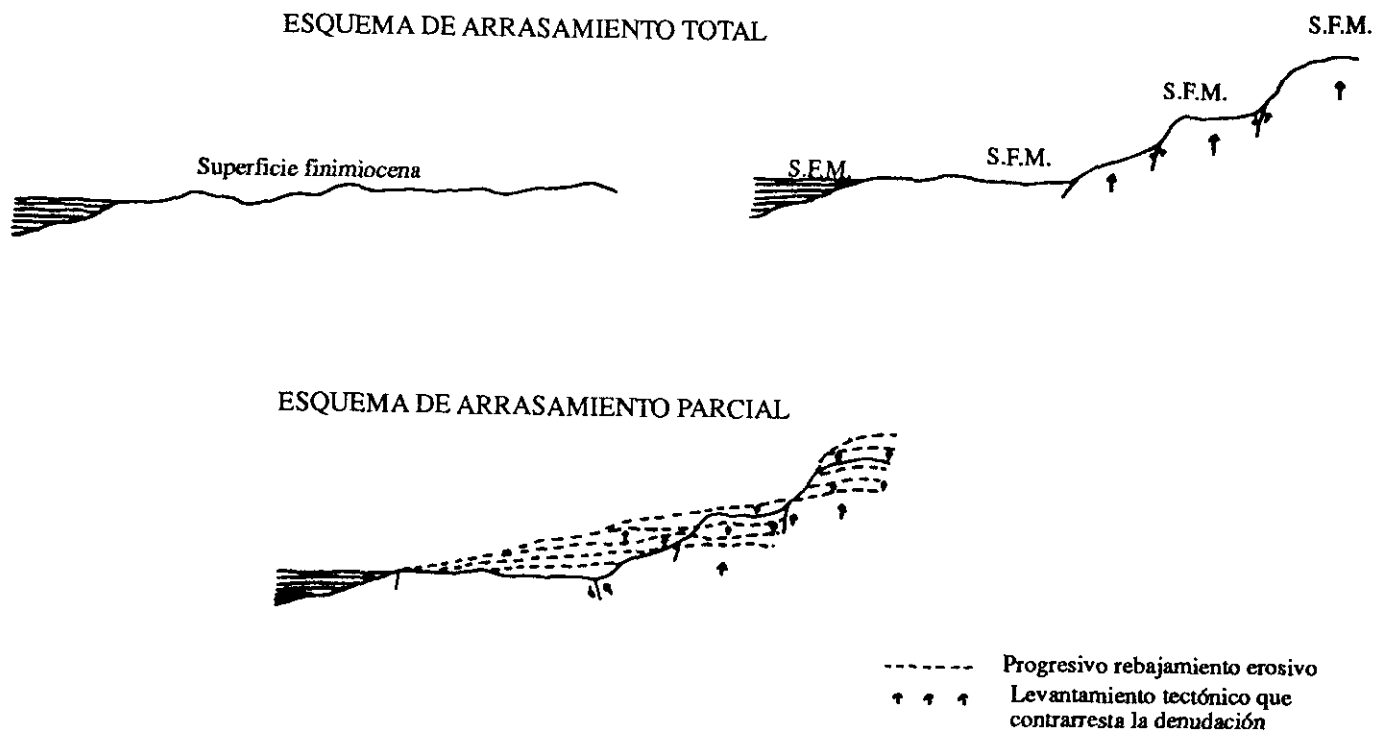 ESQUEMA DE ARRASAMIENTO TOTAL
S.F.M.
S.F.M.
Superficie finimiocena
S.F.M.
S.F.M.
ESQUEMA DE ARRASAMIENTO PARCIAL
Progresivo rebajamiento erosivo
Levantamiento tectónico que
contrarresta la denudación